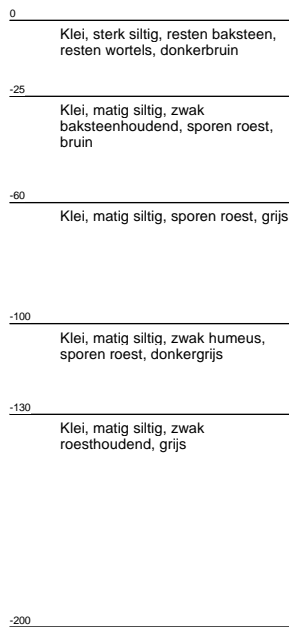 0
Klei, sterk siltig, resten baksteen,
resten wortels, donkerbruin
-25
Klei, matig siltig, zwak
baksteenhoudend, sporen roest,
bruin
-60
Klei, matig siltig, sporen roest, grijs
-100
Klei, matig siltig, zwak humeus,
sporen roest, donkergrijs
-130
Klei, matig siltig, zwak
roesthoudend, grijs
-200